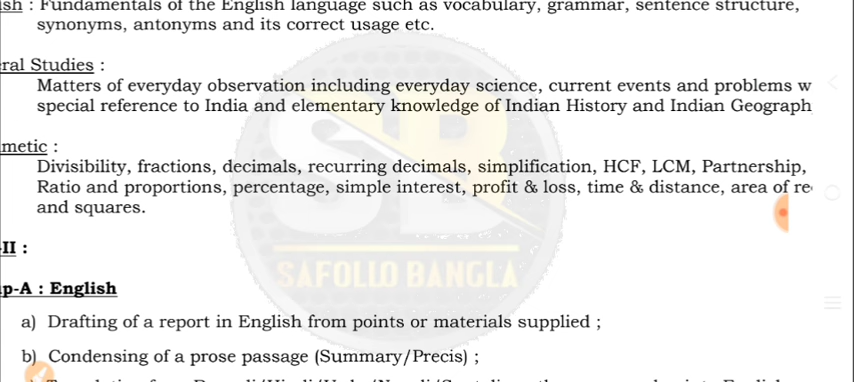 ish : Fundamentals of the English language such as vocabulary, grammar, sentence structure,
synonyms, antonyms and its correct usage etc.
ral Studies :
Matters of everyday observation including everyday science, current events and problems w
special reference to India and elementary knowledge of Indian History and Indian Geograph
metic :
Divisibility, fractions, decimals, recurring decimals, simplification, HCF, LCM, Partnership,
Ratio and proportions, percentage, simple interest, profit & loss, time & distance, area of re
and squares.
-II :
SAFOLLO BANGLA
p-A : English
a) Drafting of a report in English from points or materials supplied ;
b) Condensing of a prose passage (Summary/Precis) ;